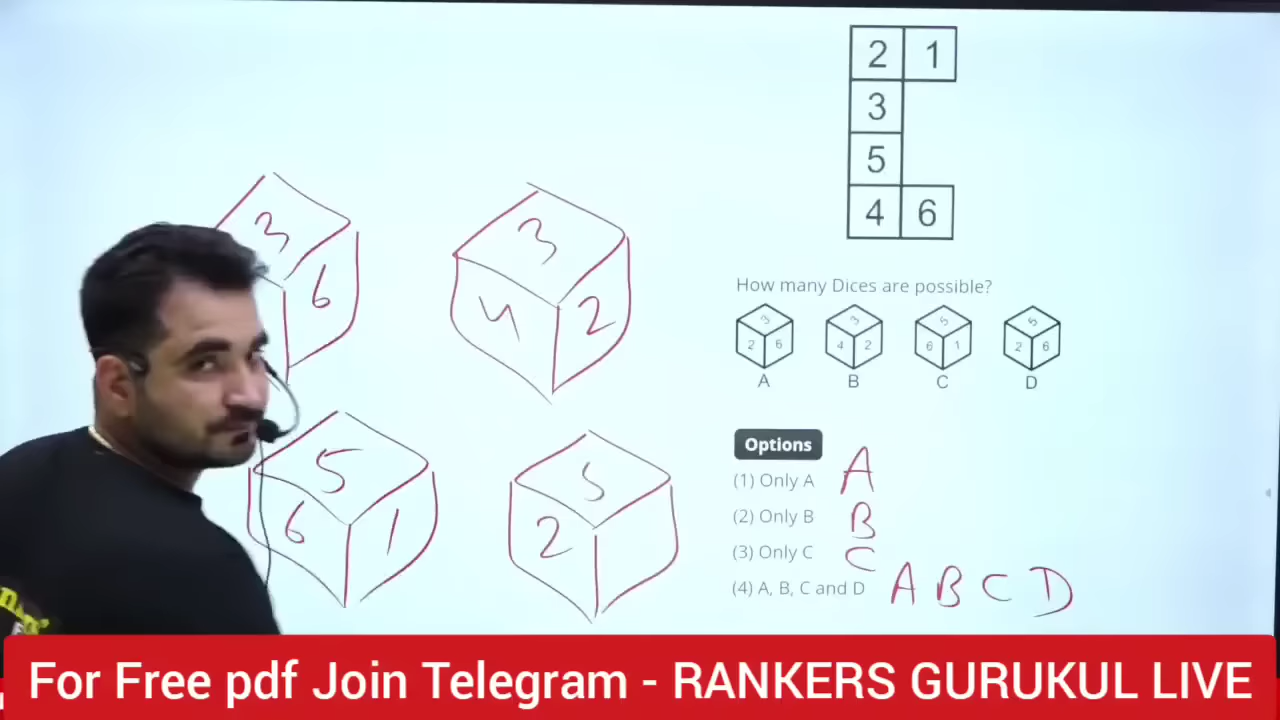 2 1
3
5
4 6
3
6
3
4 2
5
6 1
5
2
How many Dices are possible?
3
2 6
3
4 2
5
6 1
5
2 6
A B C D
Options
(1) Only A A
(2) Only B B
(3) Only C C
(4) A, B, C and D A B C D
For Free pdf Join Telegram - RANKERS GURUKUL LIVE